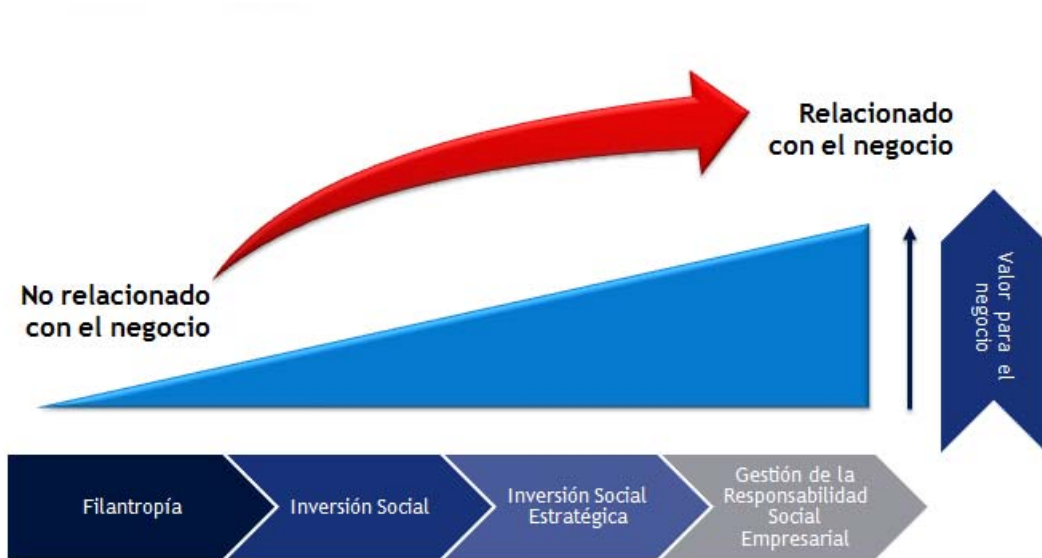 Relacionado
con el negocio
No relacionado
con el negocio
Valor para el
negocio
Filantropía
Inversión Social
Inversión Social
Estratégica
Gestión de la
Responsabilidad
Social
Empresarial